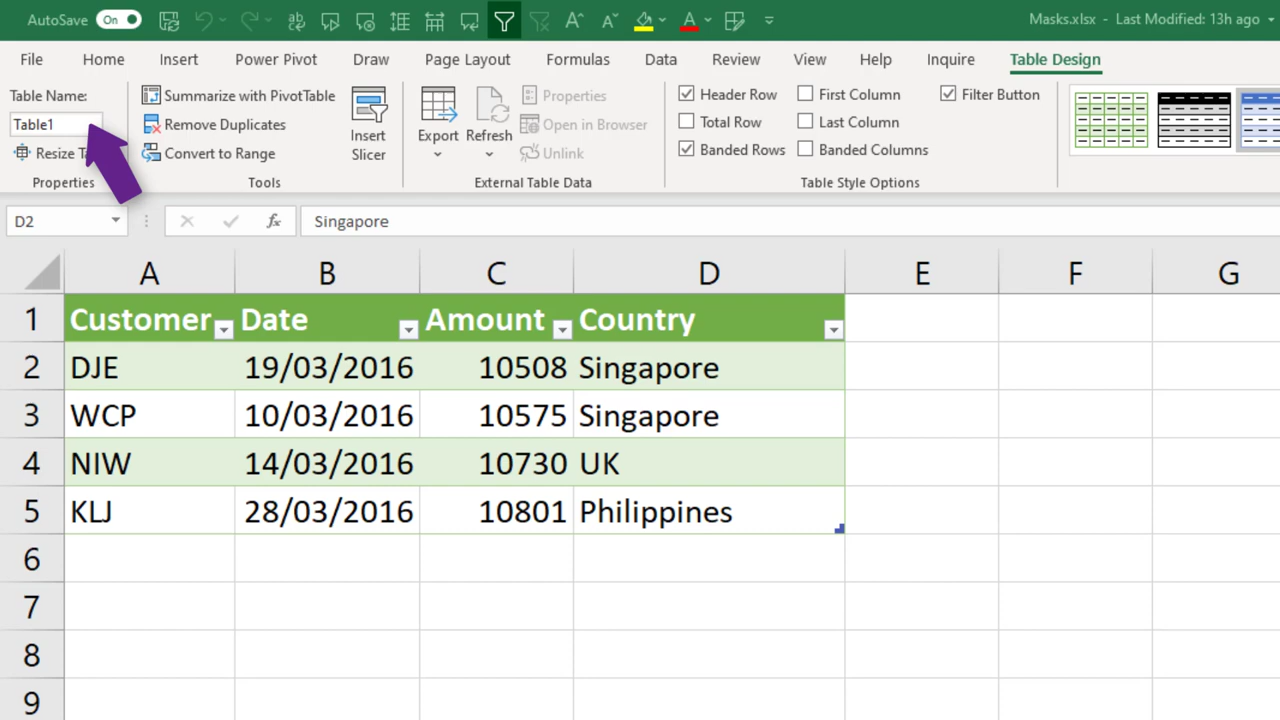 AutoSave On Masks.xlsx - Last Modified: 13h ago
File Home Insert Power Pivot Draw Page Layout Formulas Data Review View Help Inquire Table Design
Table Name:
Table1
Resize
Properties
Summarize with PivotTable
Remove Duplicates
Convert to Range
Insert
Slicer
Tools
Export Refresh
Properties
Open in Browser
Unlink
External Table Data
Header Row First Column Filter Button
Total Row Last Column
Banded Rows Banded Columns
Table Style Options
D2 fx Singapore
A B C D E F G
1 Customer Date Amount Country
2 DJE 19/03/2016 10508 Singapore
3 WCP 10/03/2016 10575 Singapore
4 NIW 14/03/2016 10730 UK
5 KLJ 28/03/2016 10801 Philippines
6
7
8
9